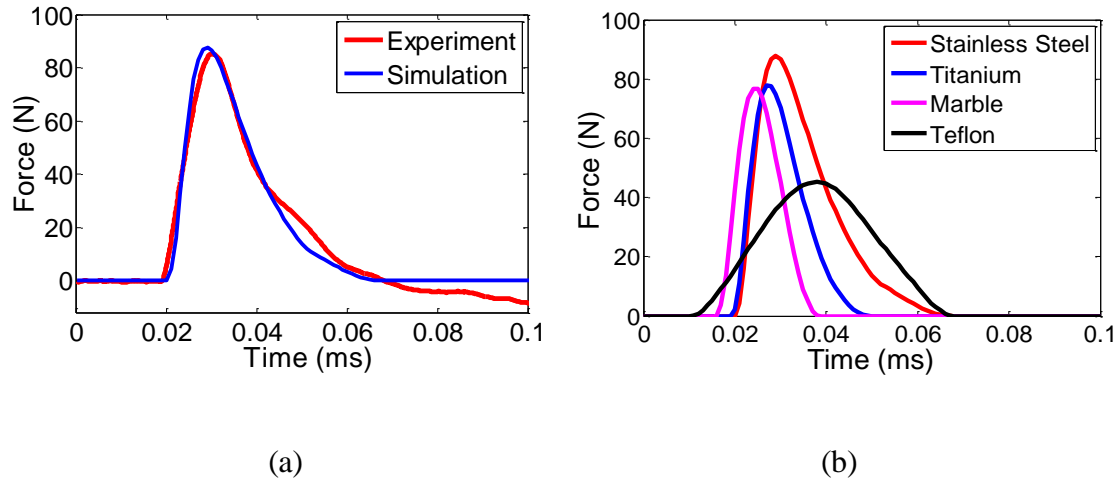 100
80
60
40
20
0
Force (N)
0
0.02
0.04
0.06
0.08
0.1
Time (ms)
Experiment
Simulation
(a)
100
80
60
40
20
0
Force (N)
0
0.02
0.04
0.06
0.08
0.1
Time (ms)
Stainless Steel
Titanium
Marble
Teflon
(b)